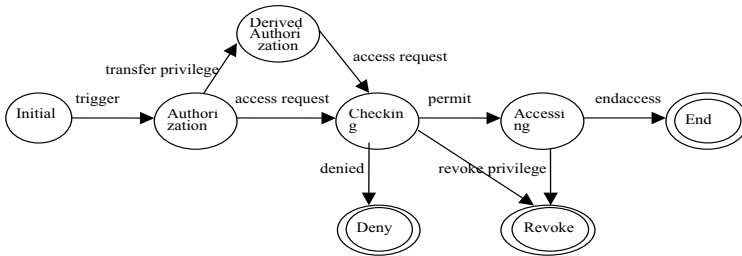 Derived
Authori
zation
transfer privilege
access request
Initial
trigger
Authori
zation
access request
Checkin
g
permit
Accessi
ng
endaccess
End
denied
revoke privilege
Deny
Revoke